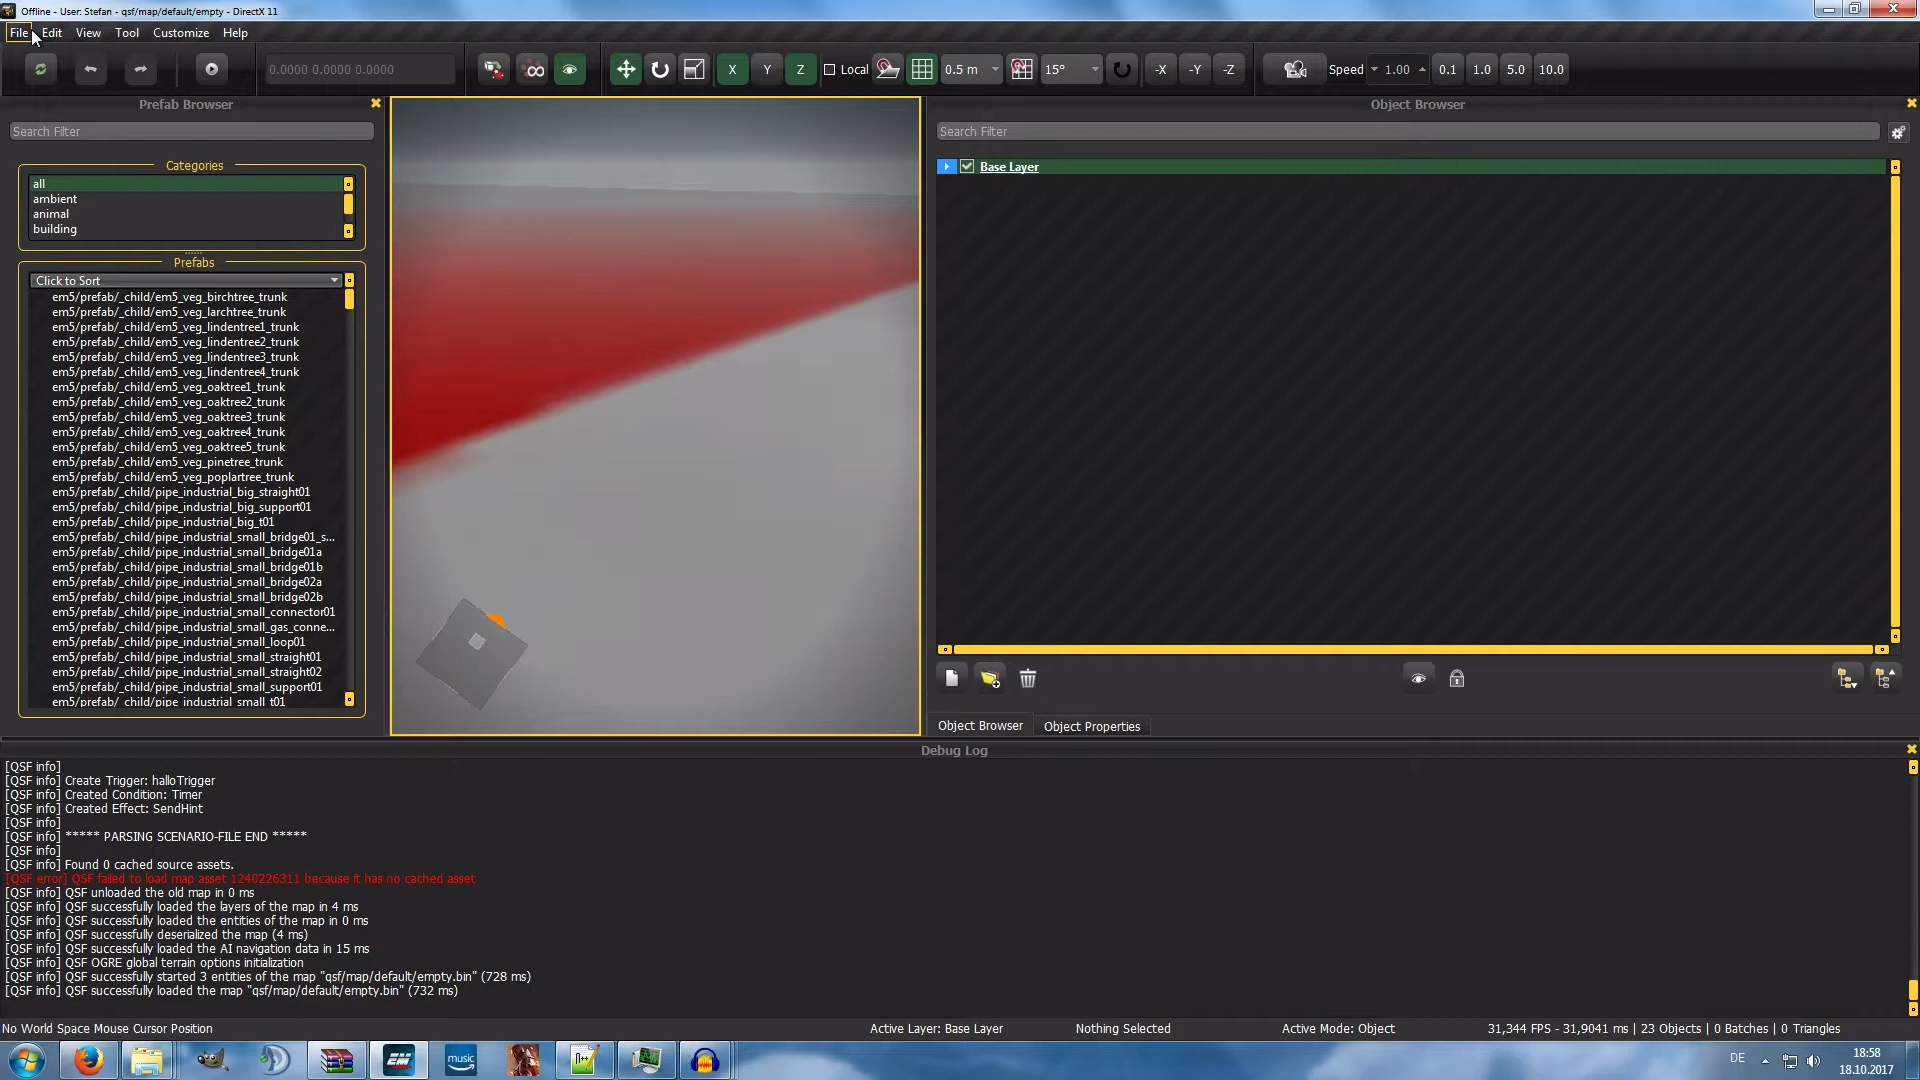 Offline - User: Stefan - qsf/map/default/empty - DirectX 11
File Edit View Tool Customize Help
0.0000 0.0000 0.0000
X Y Z Local 0.5 m 15° -X -Y -Z Speed 1.00 0.1 1.0 5.0 10.0
Prefab Browser
Search Filter
Categories
all
ambient
animal
building
Prefabs
Click to Sort
em5/prefab/_child/em5_veg_birchtree_trunk
em5/prefab/_child/em5_veg_larchtree_trunk
em5/prefab/_child/em5_veg_lindentree1_trunk
em5/prefab/_child/em5_veg_lindentree2_trunk
em5/prefab/_child/em5_veg_lindentree3_trunk
em5/prefab/_child/em5_veg_lindentree4_trunk
em5/prefab/_child/em5_veg_oaktree1_trunk
em5/prefab/_child/em5_veg_oaktree2_trunk
em5/prefab/_child/em5_veg_oaktree3_trunk
em5/prefab/_child/em5_veg_oaktree4_trunk
em5/prefab/_child/em5_veg_oaktree5_trunk
em5/prefab/_child/em5_veg_pinetree_trunk
em5/prefab/_child/em5_veg_poplartree_trunk
em5/prefab/_child/pipe_industrial_big_straight01
em5/prefab/_child/pipe_industrial_big_support01
em5/prefab/_child/pipe_industrial_big_t01
em5/prefab/_child/pipe_industrial_small_bridge01_s...
em5/prefab/_child/pipe_industrial_small_bridge01a
em5/prefab/_child/pipe_industrial_small_bridge01b
em5/prefab/_child/pipe_industrial_small_bridge02a
em5/prefab/_child/pipe_industrial_small_bridge02b
em5/prefab/_child/pipe_industrial_small_connector01
em5/prefab/_child/pipe_industrial_small_gas_conne...
em5/prefab/_child/pipe_industrial_small_loop01
em5/prefab/_child/pipe_industrial_small_straight01
em5/prefab/_child/pipe_industrial_small_straight02
em5/prefab/_child/pipe_industrial_small_support01
em5/prefab/_child/pipe_industrial_small_t01
Object Browser
Search Filter
Base Layer
Object Browser Object Properties
Debug Log
[QSF info]
[QSF info] Create Trigger: halloTrigger
[QSF info] Created Condition: Timer
[QSF info] Created Effect: SendHint
[QSF info]
[QSF info] ***** PARSING SCENARIO-FILE END *****
[QSF info]
[QSF info] Found 0 cached source assets.
[QSF error] QSF failed to load map asset 1240226311 because it has no cached asset
[QSF info] QSF unloaded the old map in 0 ms
[QSF info] QSF successfully loaded the layers of the map in 4 ms
[QSF info] QSF successfully loaded the entities of the map in 0 ms
[QSF info] QSF successfully deserialized the map (4 ms)
[QSF info] QSF successfully loaded the AI navigation data in 15 ms
[QSF info] QSF OGRE global terrain options initialization
[QSF info] QSF successfully started 3 entities of the map "qsf/map/default/empty.bin" (728 ms)
[QSF info] QSF successfully loaded the map "qsf/map/default/empty.bin" (732 ms)
No World Space Mouse Cursor Position Active Layer: Base Layer Nothing Selected Active Mode: Object 31,344 FPS - 31,9041 ms | 23 Objects | 0 Batches | 0 Triangles
EM music DE 18:58
18.10.2017